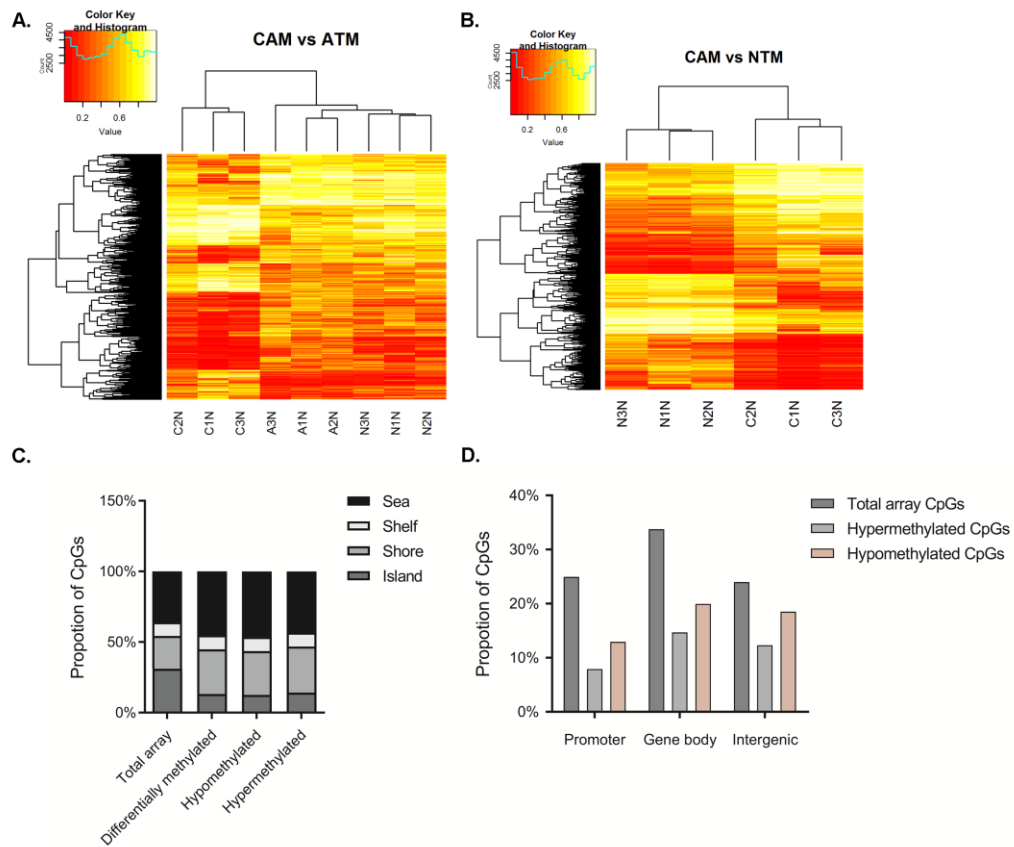 A.
Color Key
and Histogram
Count
4500
2500
0.2
0.6
Value
CAM vs ATM
C2N
C1N
C3N
A3N
A1N
A2N
N3N
N1N
N2N
B.
Color Key
and Histogram
Count
4500
2500
0.2
0.6
Value
CAM vs NTM
N3N
N1N
N2N
C2N
C1N
C3N
C.
Propotion of CpGs
150%
100%
50%
0%
Total array
Differentially methylated
Hypomethylated
Hypermethylated
Sea
Shelf
Shore
Island
D.
Propotion of CpGs
40%
30%
20%
10%
0%
Promoter
Gene body
Intergenic
Total array CpGs
Hypermethylated CpGs
Hypomethylated CpGs